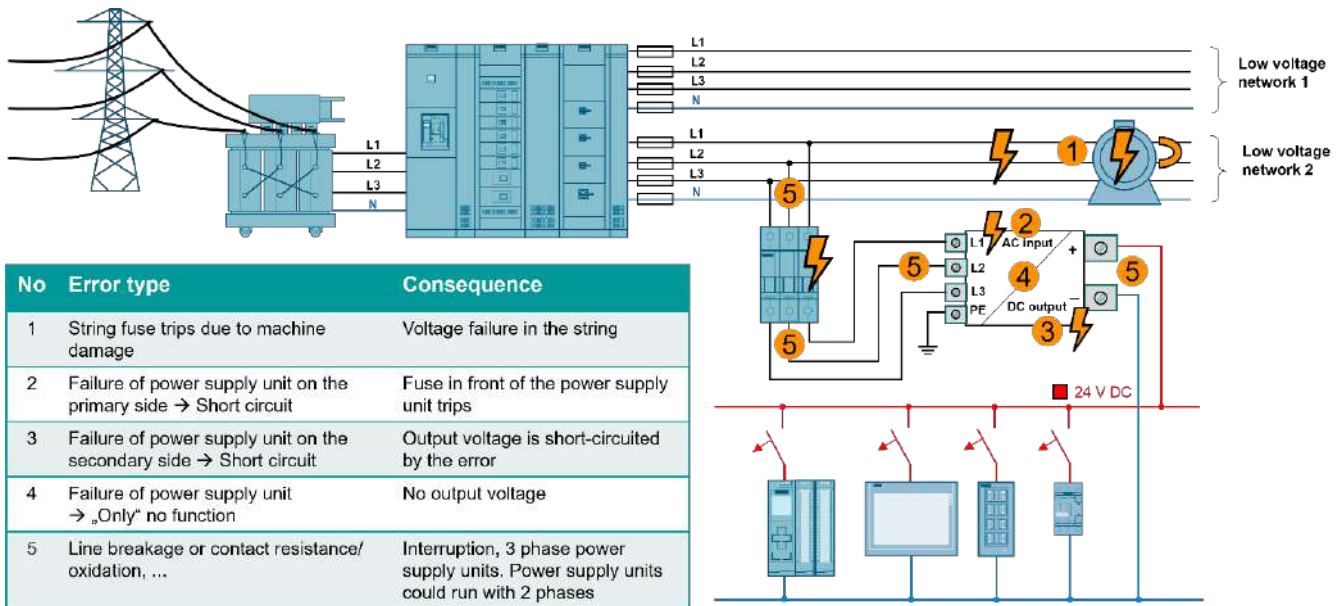 L1
L2
L3
N
Low voltage
network 1
L1
L2
L3
N
L1
L2
L3
N
1
Low voltage
network 2
5
2
L1
AC input
+
5
L2
4
5
L3
DC output
–
PE
3
5
24 V DC
No Error type Consequence
1 String fuse trips due to machine Voltage failure in the string
damage
2 Failure of power supply unit on the Fuse in front of the power supply
primary side → Short circuit unit trips
3 Failure of power supply unit on the Output voltage is short-circuited
secondary side → Short circuit by the error
4 Failure of power supply unit No output voltage
→ „Only“ no function
5 Line breakage or contact resistance/ Interruption, 3 phase power
oxidation, ... supply units. Power supply units
could run with 2 phases